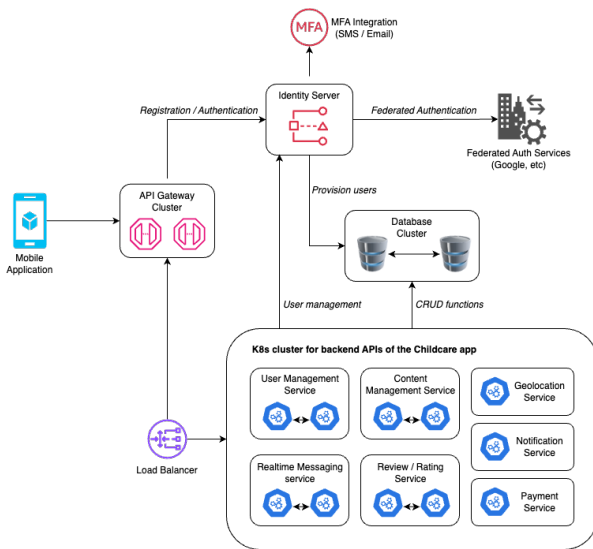 MFA
MFA Integration
(SMS / Email)
Identity Server
Registration / Authentication
Federated Authentication
Federated Auth Services
(Google, etc)
API Gateway
Cluster
Provision users
Mobile
Application
Database
Cluster
User management
CRUD functions
K8s cluster for backend APIs of the Childcare app
User Management
Service
Content
Management Service
Geolocation
Service
Load Balancer
Notification
Service
Realtime Messaging
service
Review / Rating
Service
Payment
Service